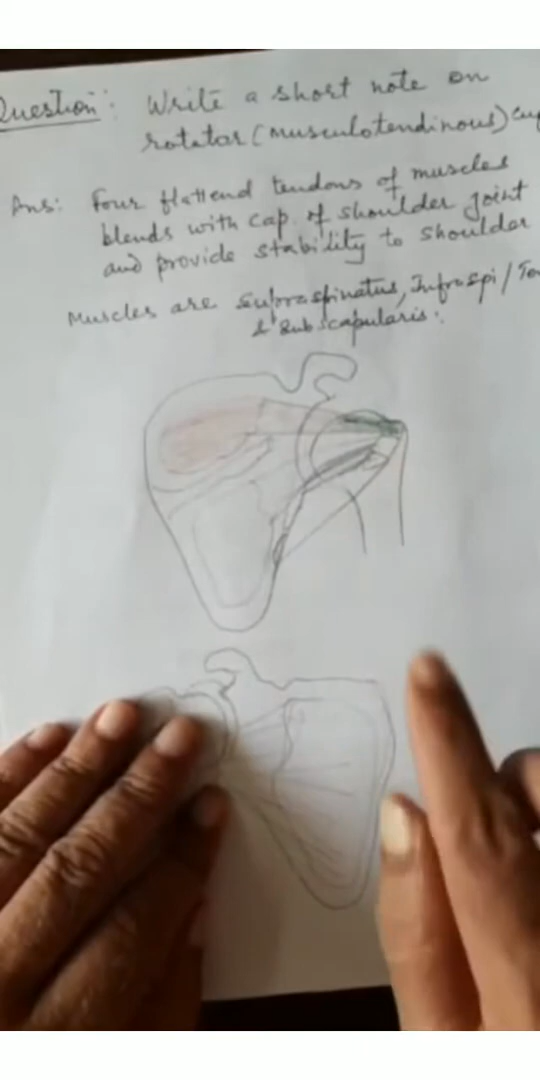 Question: Write a short note on
rotator (musculotendinous) cup
Ans: Four flattend tendons of muscles
blends with cap. of shoulder joint
and provide stability to shoulder
Muscles are Supraspinatus, Infraspi/Te
& Subscapularis.